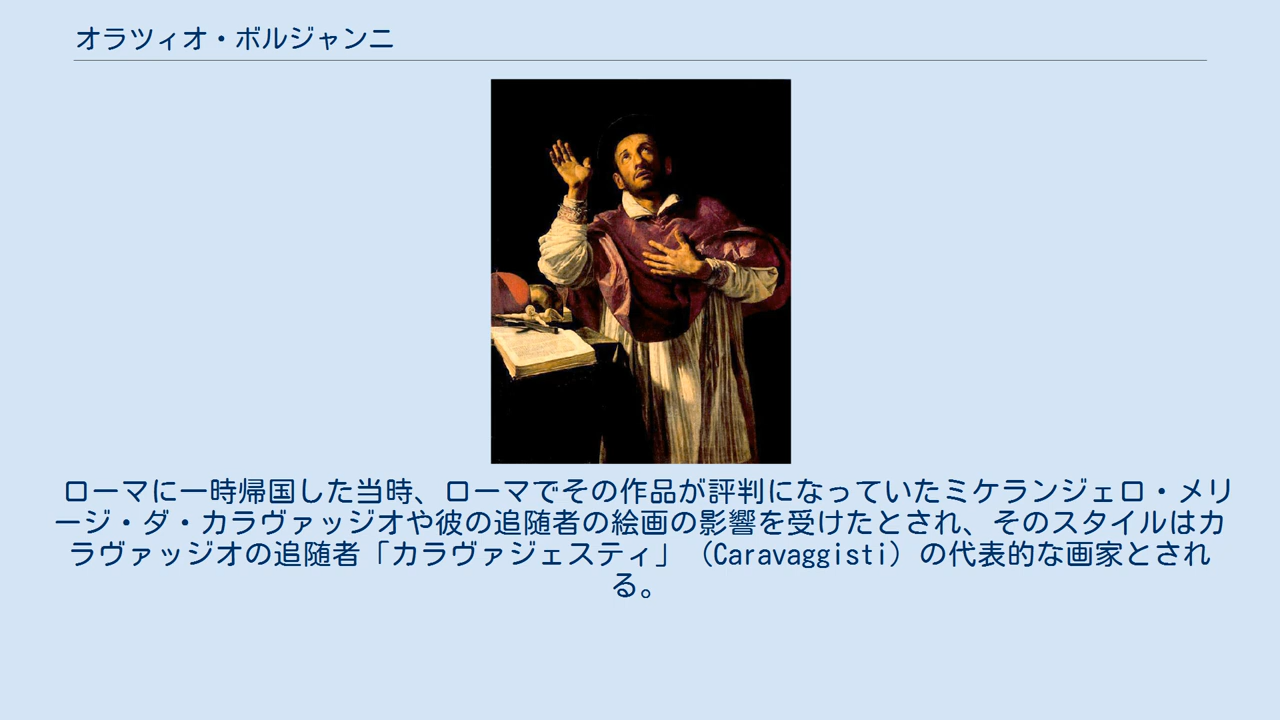 オラツィオ・ボルジャンニ
ローマに一時帰国した当時、ローマでその作品が評判になっていたミケランジェロ・メリ
ージ・ダ・カラヴァッジオや彼の追随者の絵画の影響を受けたとされ、そのスタイルはカ
ラヴァッジオの追随者「カラヴァジェスティ」（Caravaggisti）の代表的な画家とされ
る。